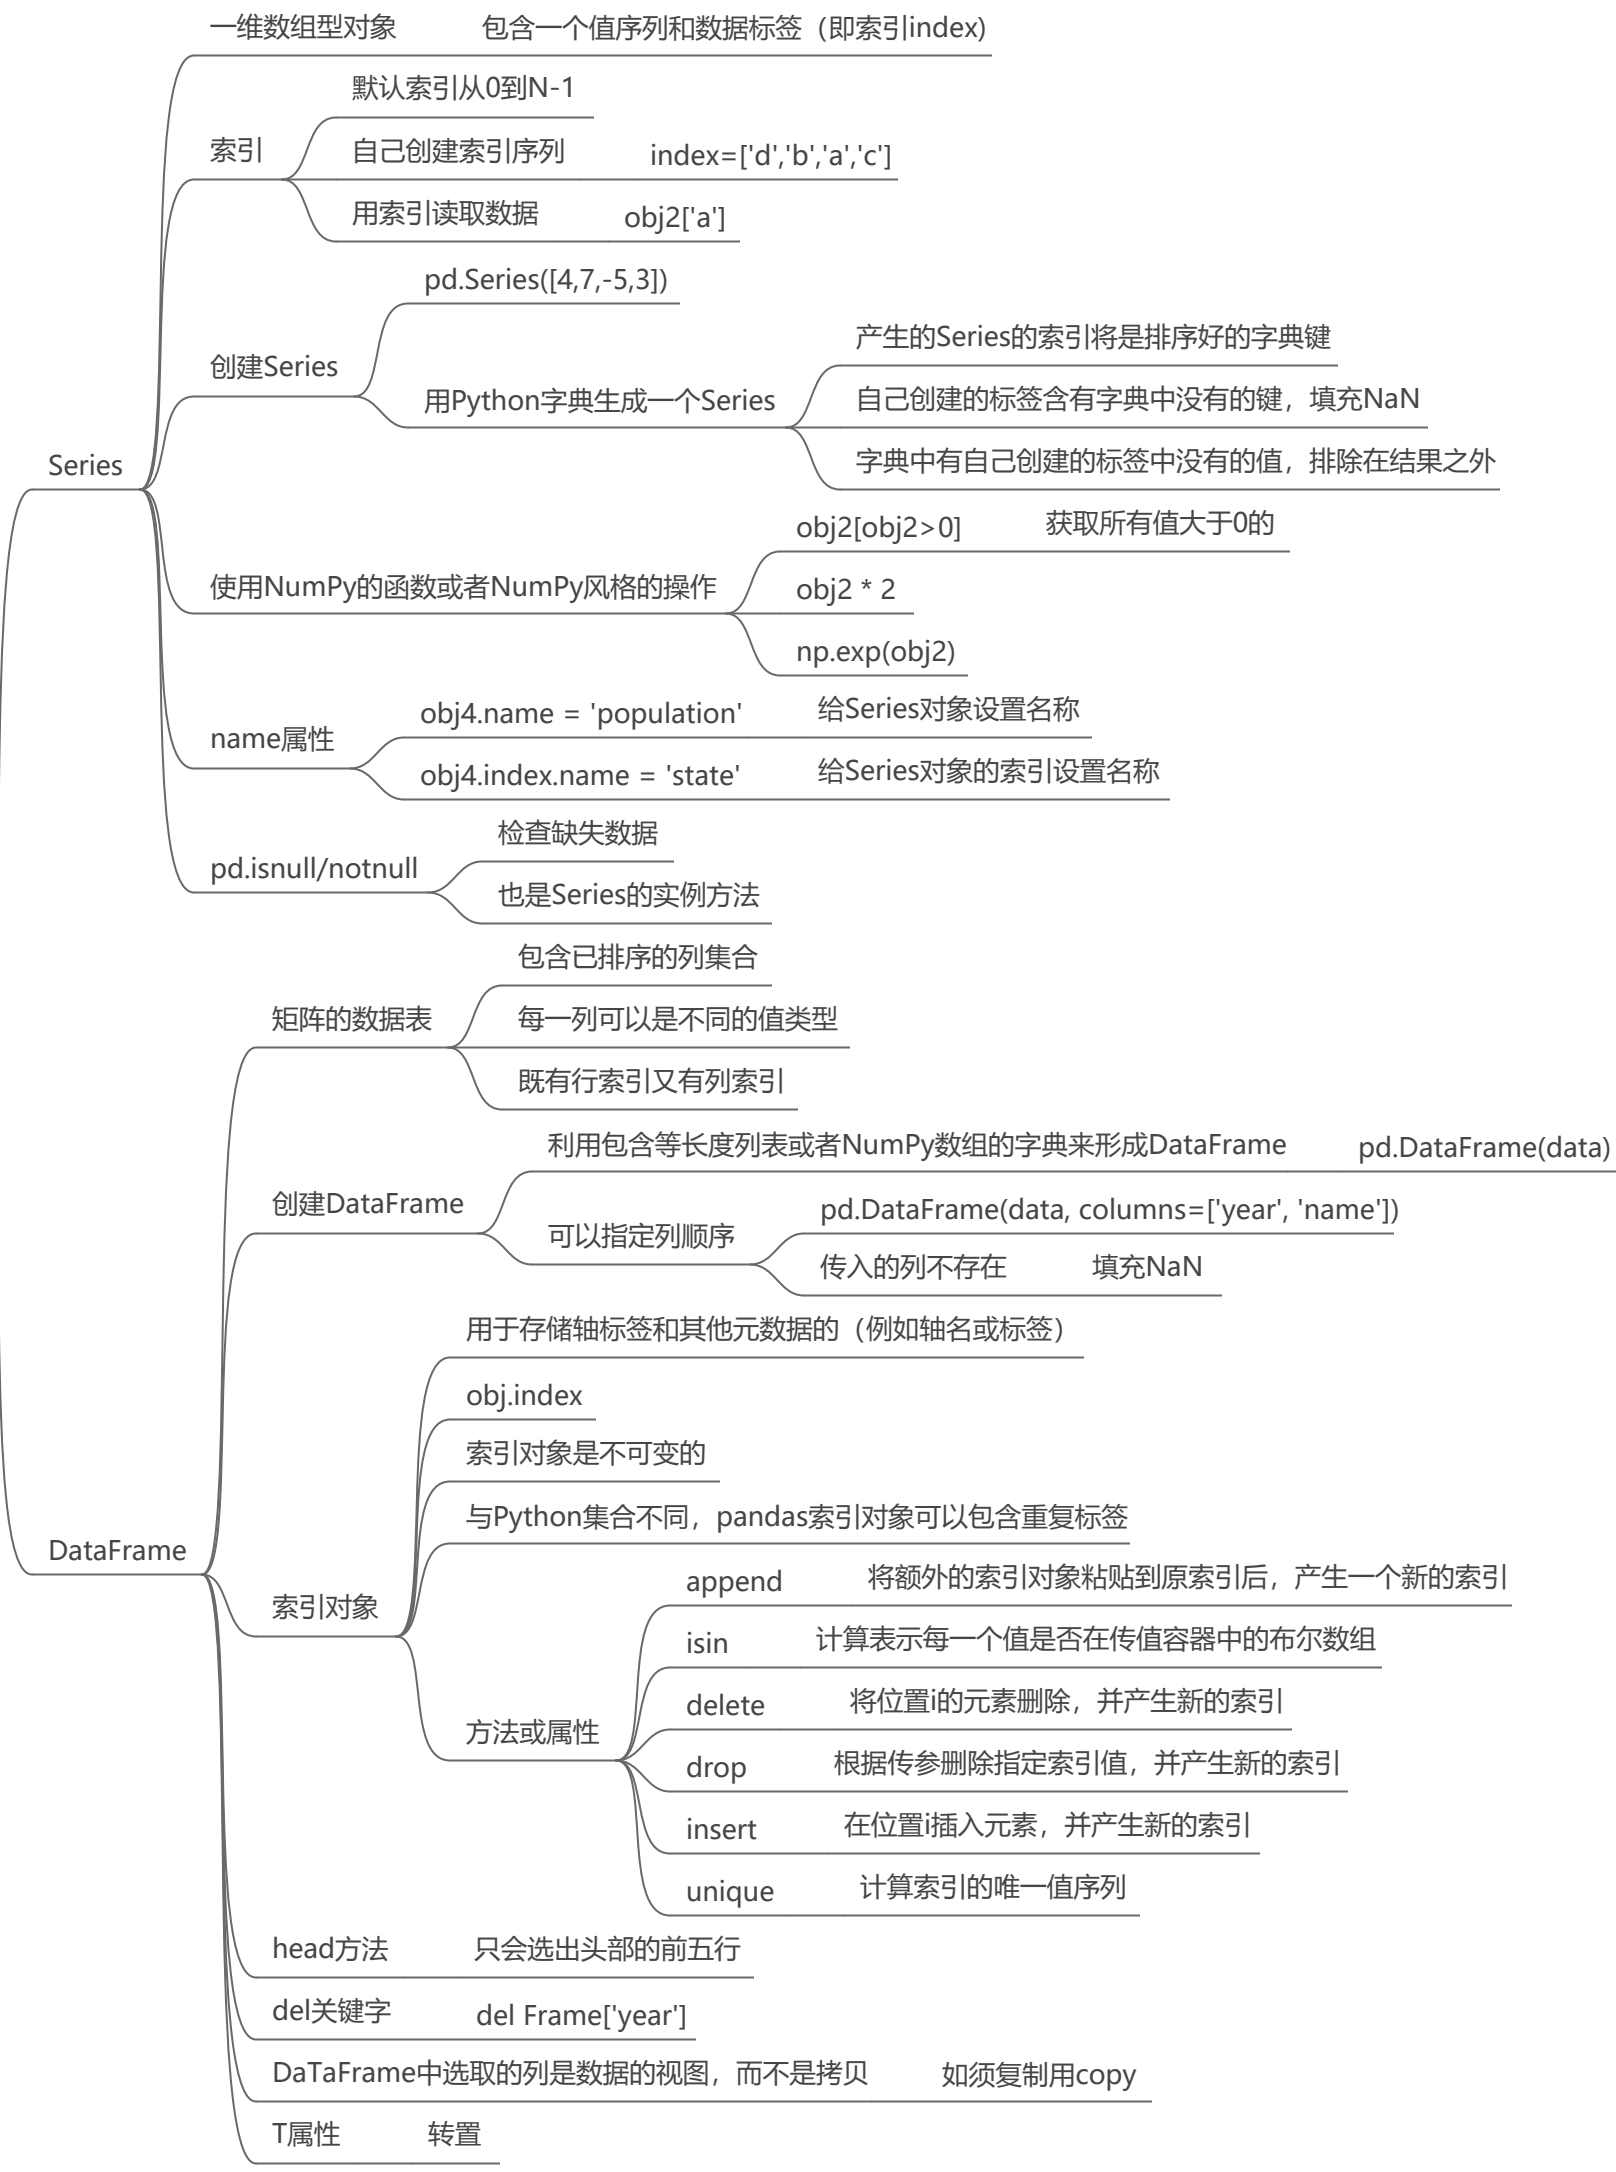 一维数组型对象 包含一个值序列和数据标签（即索引index)
默认索引从0到N-1
索引
自己创建索引序列 index=['d','b','a','c']
用索引读取数据 obj2['a']
pd.Series([4,7,-5,3])
产生的Series的索引将是排序好的字典键
创建Series
用Python字典生成一个Series
自己创建的标签含有字典中没有的键，填充NaN
字典中有自己创建的标签中没有的值，排除在结果之外
Series
obj2[obj2>0] 获取所有值大于0的
使用NumPy的函数或者NumPy风格的操作
obj2 * 2
np.exp(obj2)
obj4.name = 'population' 给Series对象设置名称
name属性
obj4.index.name = 'state' 给Series对象的索引设置名称
检查缺失数据
pd.isnull/notnull
也是Series的实例方法
包含已排序的列集合
矩阵的数据表
每一列可以是不同的值类型
既有行索引又有列索引
利用包含等长度列表或者NumPy数组的字典来形成DataFrame pd.DataFrame(data)
创建DataFrame
pd.DataFrame(data, columns=['year', 'name'])
可以指定列顺序
传入的列不存在 填充NaN
用于存储轴标签和其他元数据的（例如轴名或标签）
obj.index
索引对象是不可变的
与Python集合不同，pandas索引对象可以包含重复标签
DataFrame
append 将额外的索引对象粘贴到原索引后，产生一个新的索引
索引对象
isin 计算表示每一个值是否在传值容器中的布尔数组
delete 将位置i的元素删除，并产生新的索引
方法或属性
drop 根据传参删除指定索引值，并产生新的索引
insert 在位置i插入元素，并产生新的索引
unique 计算索引的唯一值序列
head方法 只会选出头部的前五行
del关键字 del Frame['year']
DaTaFrame中选取的列是数据的视图，而不是拷贝 如须复制用copy
T属性 转置